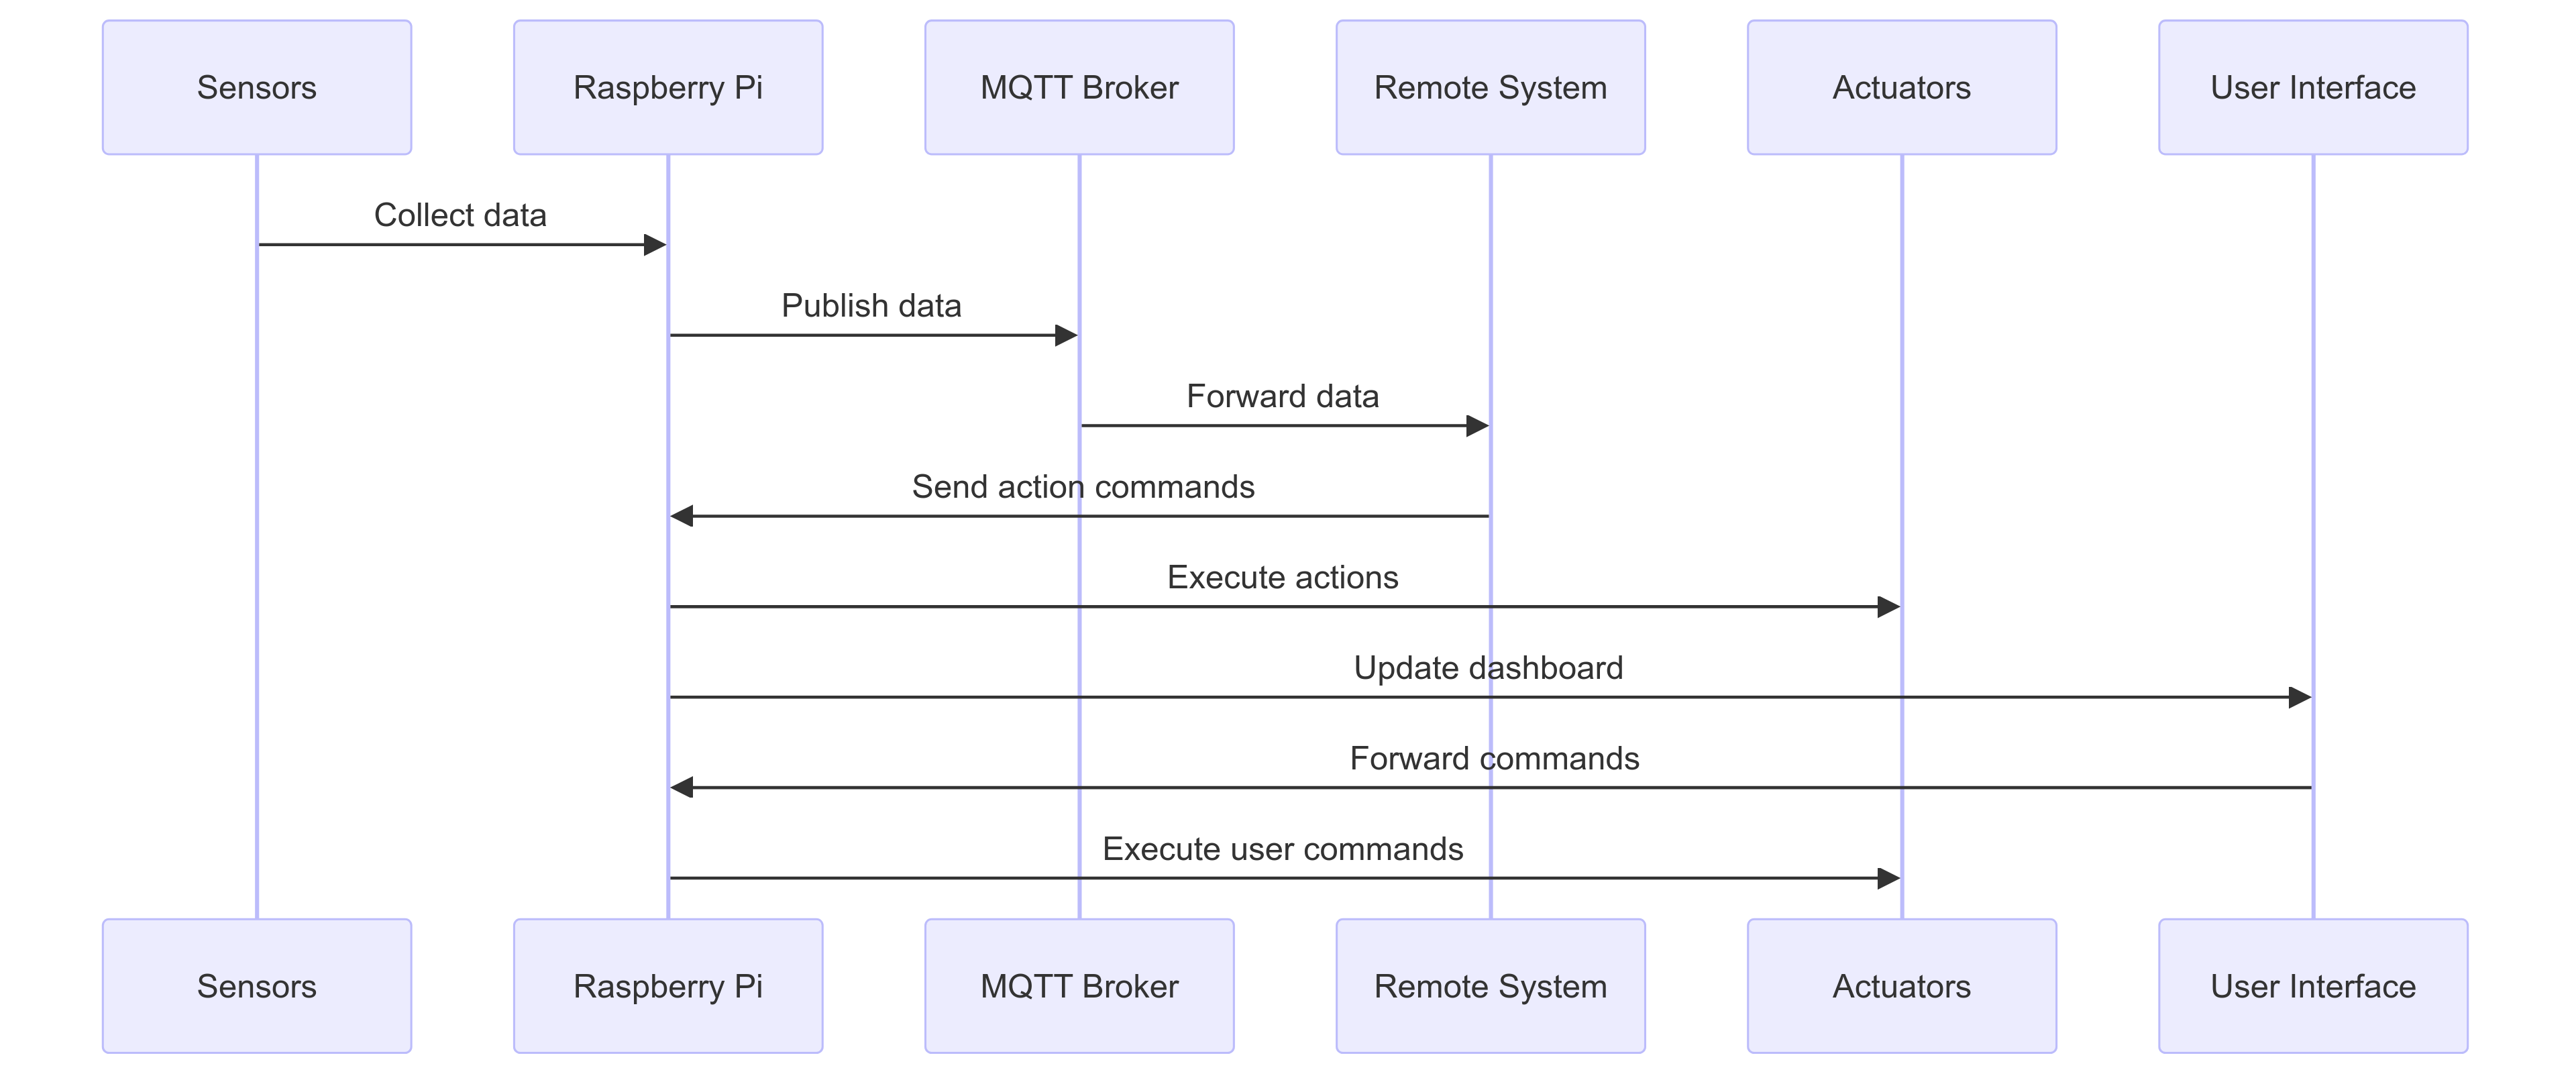 Sensors
Raspberry Pi
MQTT Broker
Remote System
Actuators
User Interface
Collect data
Publish data
Forward data
Send action commands
Execute actions
Update dashboard
Forward commands
Execute user commands
Sensors
Raspberry Pi
MQTT Broker
Remote System
Actuators
User Interface